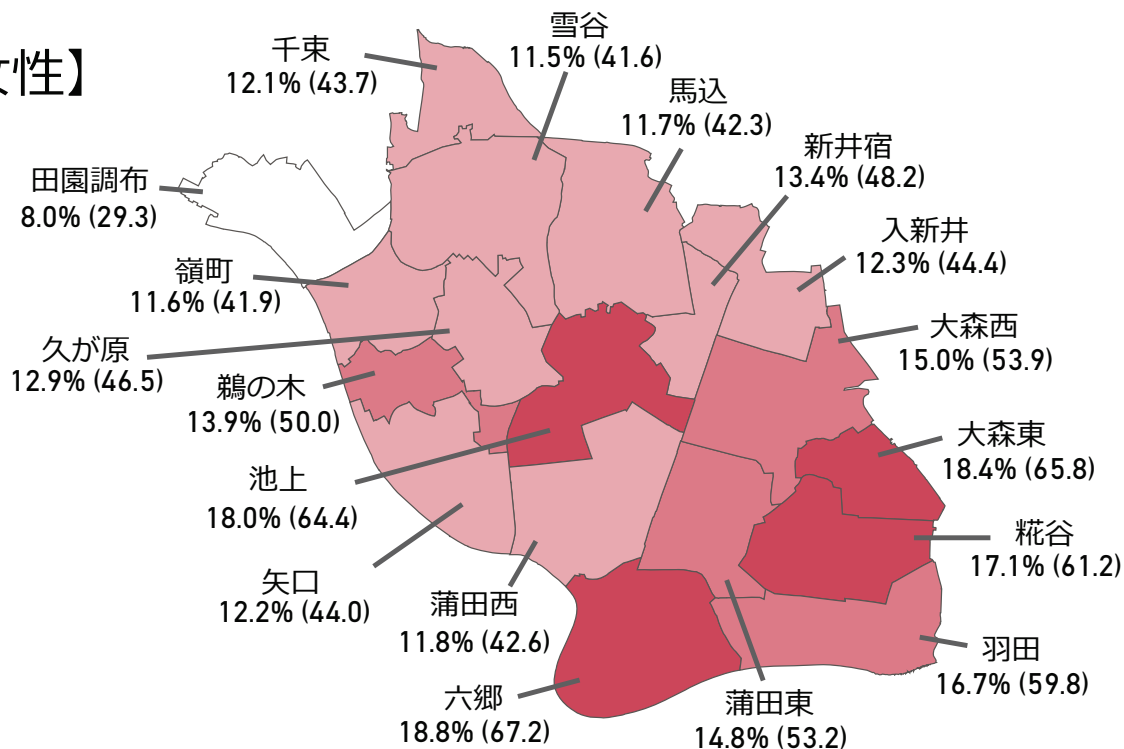 女性】
千束
12.1% (43.7)
雪谷
11.5% (41.6)
馬込
11.7% (42.3)
新井宿
13.4% (48.2)
田園調布
8.0% (29.3)
入新井
12.3% (44.4)
嶺町
11.6% (41.9)
大森西
15.0% (53.9)
久が原
12.9% (46.5)
鵜の木
13.9% (50.0)
大森東
18.4% (65.8)
池上
18.0% (64.4)
糀谷
17.1% (61.2)
矢口
12.2% (44.0)
蒲田西
11.8% (42.6)
羽田
16.7% (59.8)
六郷
18.8% (67.2)
蒲田東
14.8% (53.2)